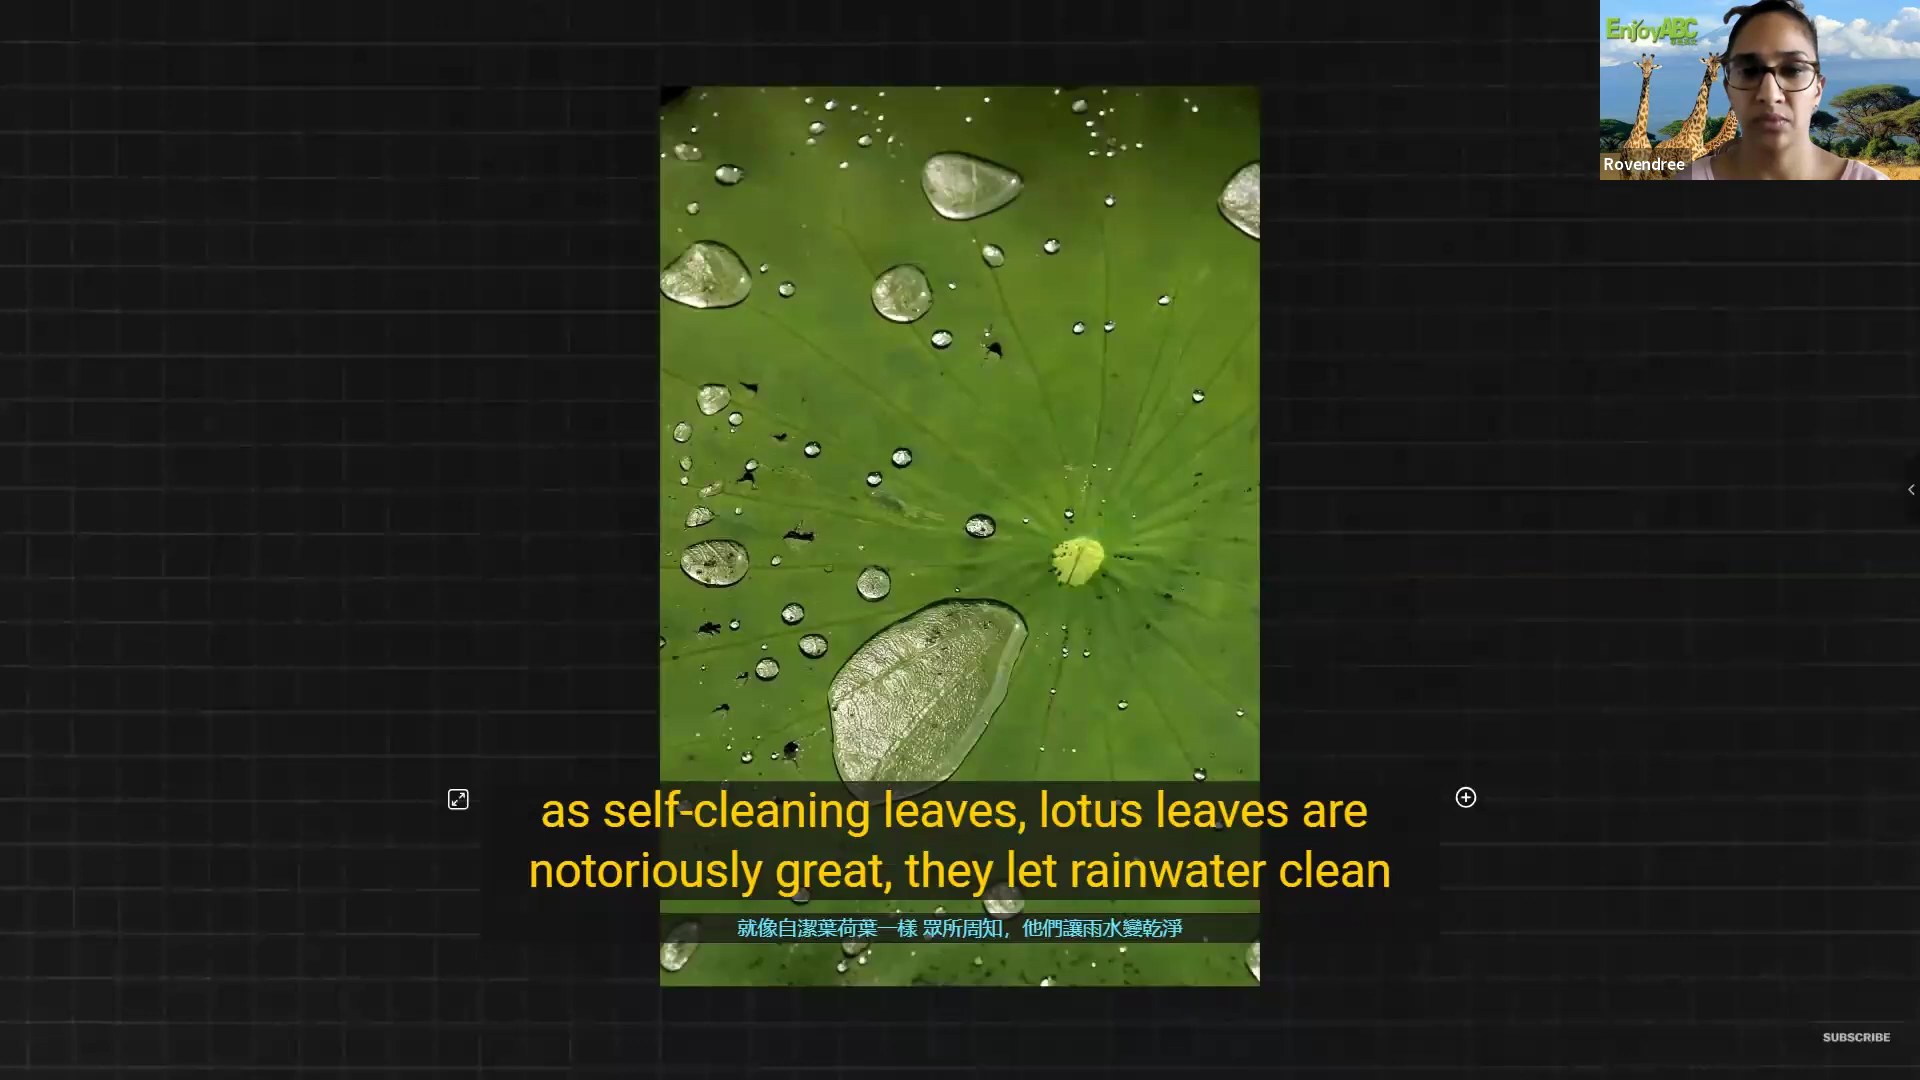 EnjoyABC
Rovendree
as self-cleaning leaves, lotus leaves are
notoriously great, they let rainwater clean
就像自潔葉荷葉一樣 眾所周知，他們讓雨水變乾淨
SUBSCRIBE